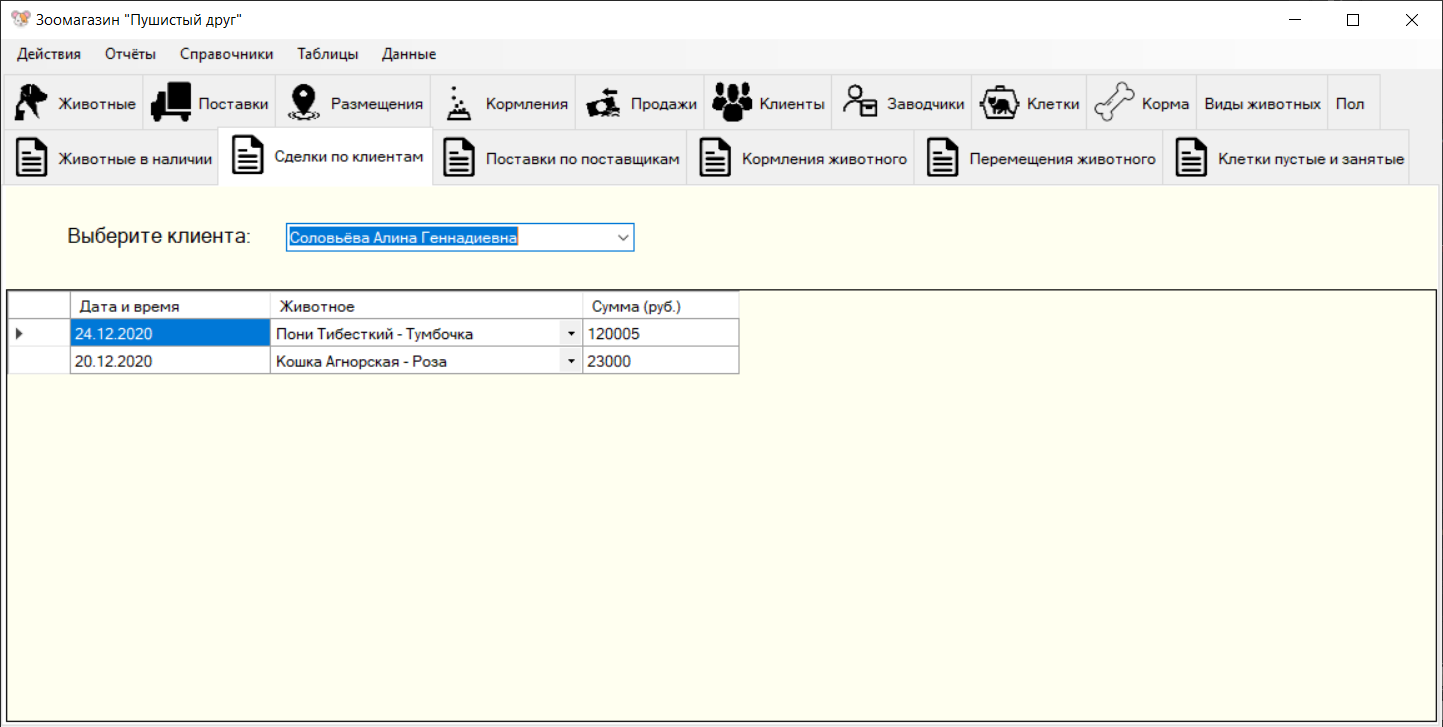 Зоомагазин "Пушистый друг"
Действия Отчёты Справочники Таблицы Данные
Животные Поставки Размещения Кормления Продажи Клиенты Заводчики Клетки Корма Виды животных Пол
Животные в наличии Сделки по клиентам Поставки по поставщикам Кормления животного Перемещения животного Клетки пустые и занятые
Выберите клиента: Соловьёва Алина Геннадиевна
Дата и время Животное Сумма (руб.)
24.12.2020 Пони Тибесткий - Тумбочка 120005
20.12.2020 Кошка Агнорская - Роза 23000